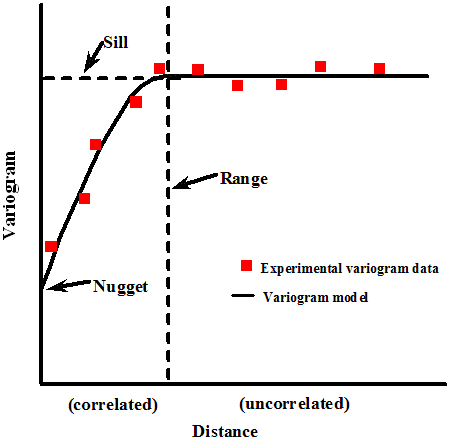 Sill
Variogram
Range
Experimental variogram data
Nugget
Variogram model
(correlated)
(uncorrelated)
Distance